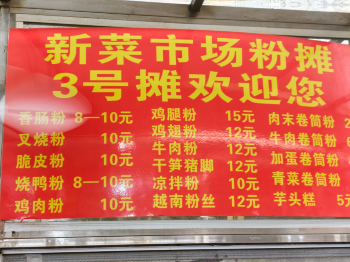 新菜市场粉摊
3号摊欢迎您
香肠粉 8—10元 鸡腿粉 15元 肉末卷筒粉
叉烧粉 10元 鸡翅粉 12元 牛肉卷筒粉
脆皮粉 10元 牛肉粉 12元 加蛋卷筒粉
烧鸭粉 8—10元 干笋猪脚 12元 青菜卷筒粉
鸡肉粉 10元 凉拌粉 10元 芋头糕 5元
越南粉丝 12元